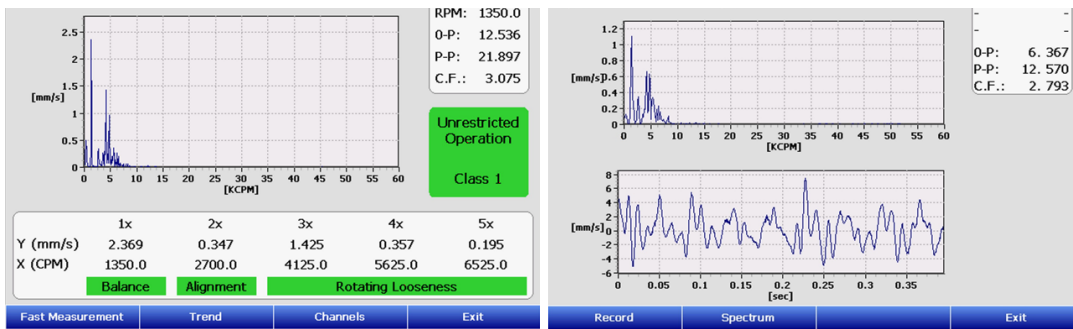 RPM: 1350.0
0-P: 12.536
P-P: 21.897
C.F.: 3.075
2.5
2
1.5
1
0.5
0
[mm/s]
0 5 10 15 20 25 30 35 40 45 50 55 60
[KCPM]
Unrestricted
Operation
Class 1
1x 2x 3x 4x 5x
Y (mm/s) 2.369 0.347 1.425 0.357 0.195
X (CPM) 1350.0 2700.0 4125.0 5625.0 6525.0
Balance Alignment Rotating Looseness
Fast Measurement Trend Channels Exit
-
-
0-P: 6.367
P-P: 12.570
C.F.: 2.793
1.2
1
0.8
[mm/s]0.6
0.4
0.2
0
0 5 10 15 20 25 30 35 40 45 50 55 60
[KCPM]
8
6
4
2
[mm/s]0
-2
-4
-6
0 0.05 0.1 0.15 0.2 0.25 0.3 0.35
[sec]
Record Spectrum Exit